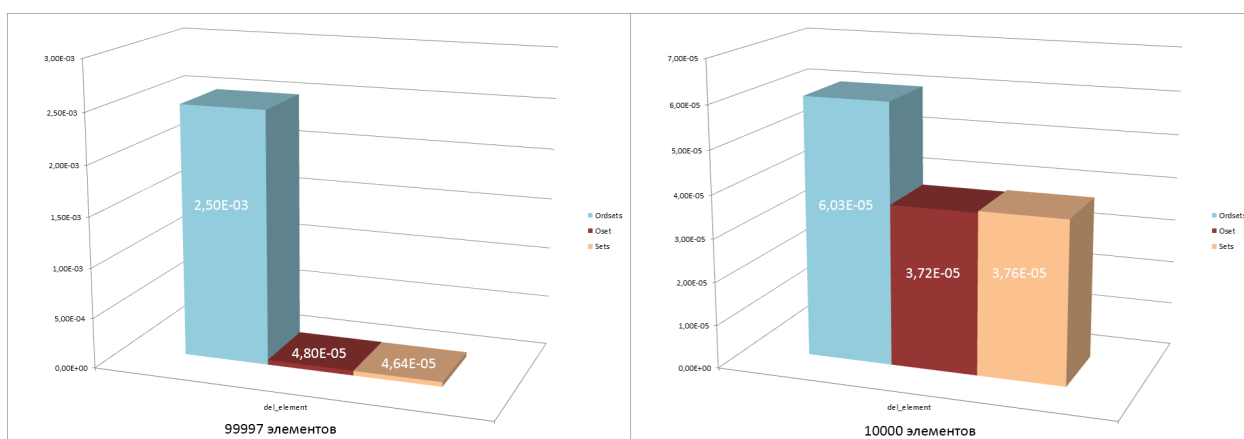 3,00E-03
2,50E-03
2,00E-03
1,50E-03
1,00E-03
5,00E-04
0,00E+00
2,50E-03
4,80E-05
4,64E-05
Ordsets
Oset
Sets
del_element
99997 элементов
7,00E-05
6,00E-05
5,00E-05
4,00E-05
3,00E-05
2,00E-05
1,00E-05
0,00E+00
6,03E-05
3,72E-05
3,76E-05
Ordsets
Oset
Sets
del_element
10000 элементов